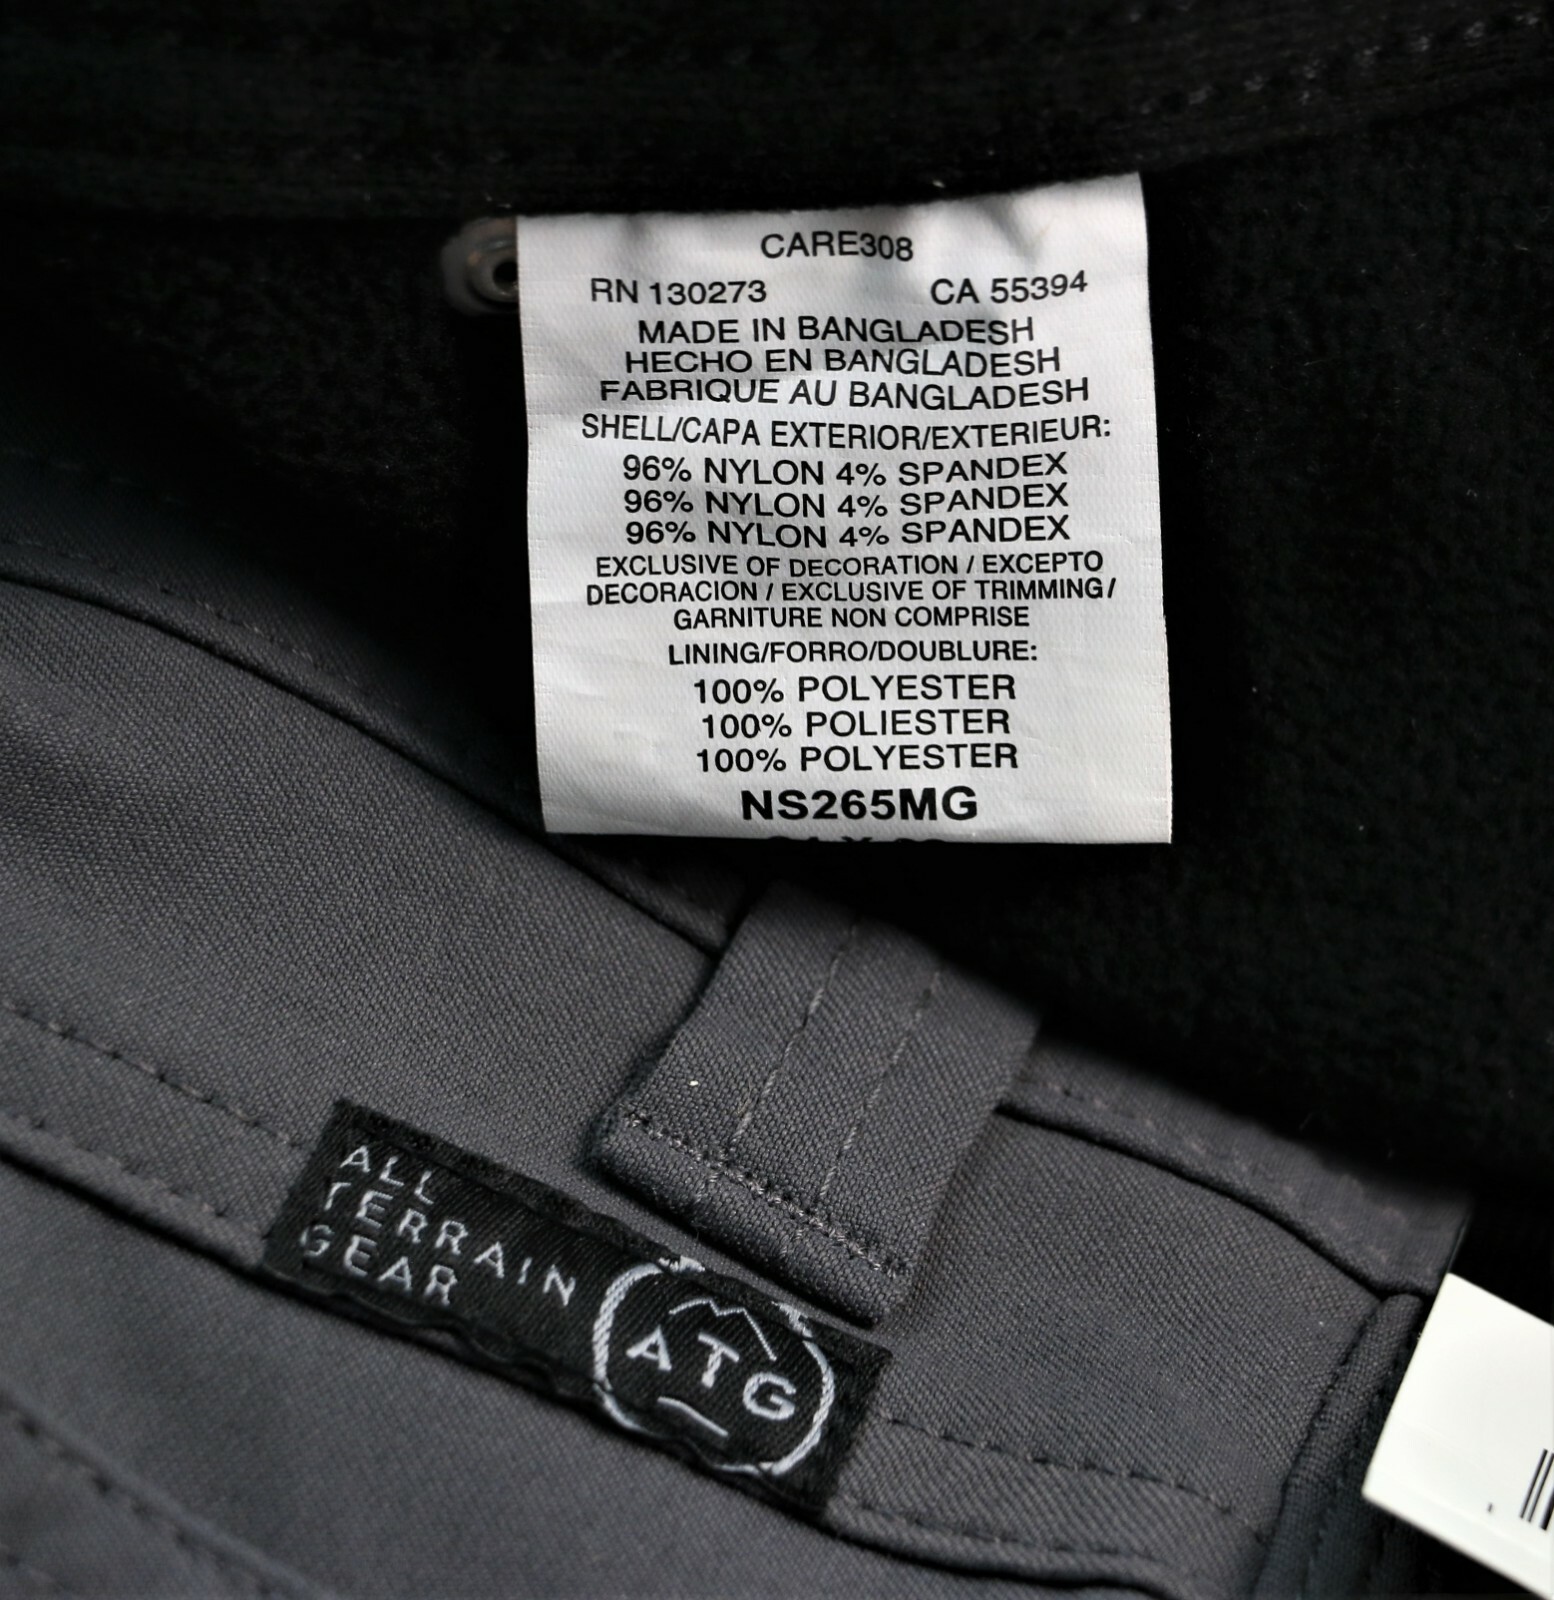 CARE308
RN 130273 CA 55394
MADE IN BANGLADESH
HECHO EN BANGLADESH
FABRIQUE AU BANGLADESH
SHELL/CAPA EXTERIOR/EXTERIEUR:
96% NYLON 4% SPANDEX
96% NYLON 4% SPANDEX
96% NYLON 4% SPANDEX
EXCLUSIVE OF DECORATION / EXCEPTO
DECORACION / EXCLUSIVE OF TRIMMING/
GARNITURE NON COMPRISE
LINING/FORRO/DOUBLURE:
100% POLYESTER
100% POLIESTER
100% POLYESTER
NS265MG
ALL
TERRAIN
GEAR
ATG